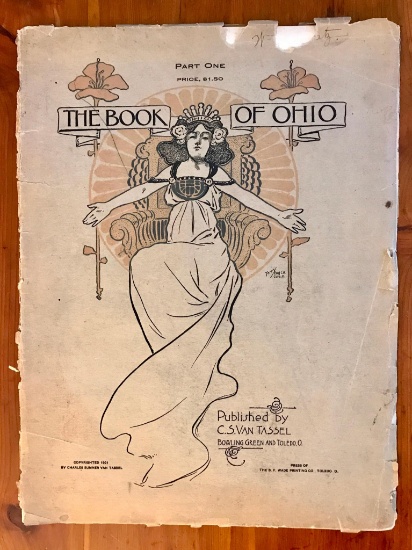 PART ONE
PRICE, $1.50
THE BOOK OF OHIO
Published by
C.S. VAN TASSEL
BOWLING GREEN AND TOLEDO, O.
COPYRIGHTED 1901
BY CHARLES SUMNER VAN TASSEL
PRESS OF
THE B. F. WADE PRINTING CO., TOLEDO, O.